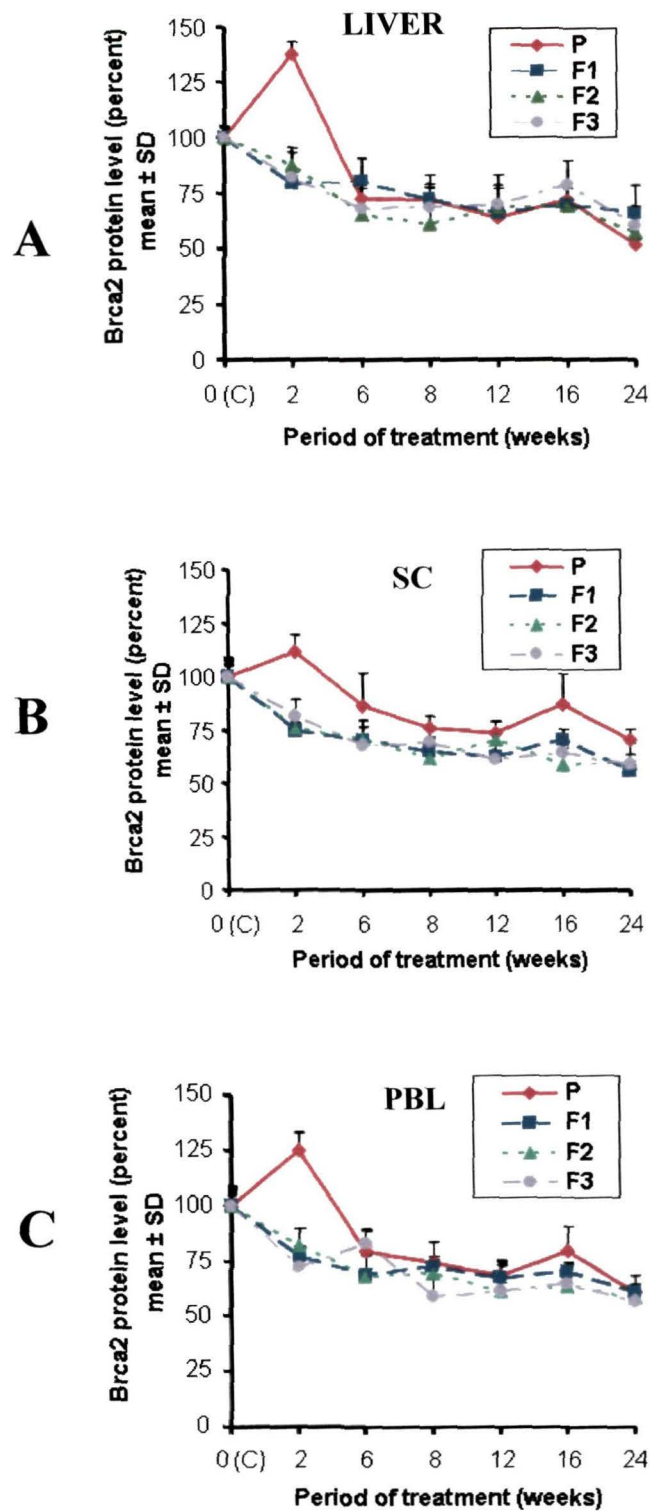 A
LIVER
Brca2 protein level (percent)
mean ± SD
150
125
100
75
50
25
0
P
F1
F2
F3
0 (C) 2 6 8 12 16 24
Period of treatment (weeks)
B
SC
Brca2 protein level (percent)
mean ± SD
150
125
100
75
50
25
0
P
F1
F2
F3
0 (C) 2 6 8 12 16 24
Period of treatment (weeks)
C
PBL
Brca2 protein level (percent)
mean ± SD
150
125
100
75
50
25
0
P
F1
F2
F3
0 (C) 2 6 8 12 16 24
Period of treatment (weeks)